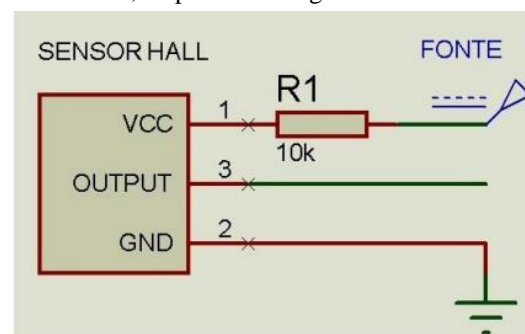 SENSOR HALL
FONTE
R1
VCC
1
10k
OUTPUT
3
GND
2